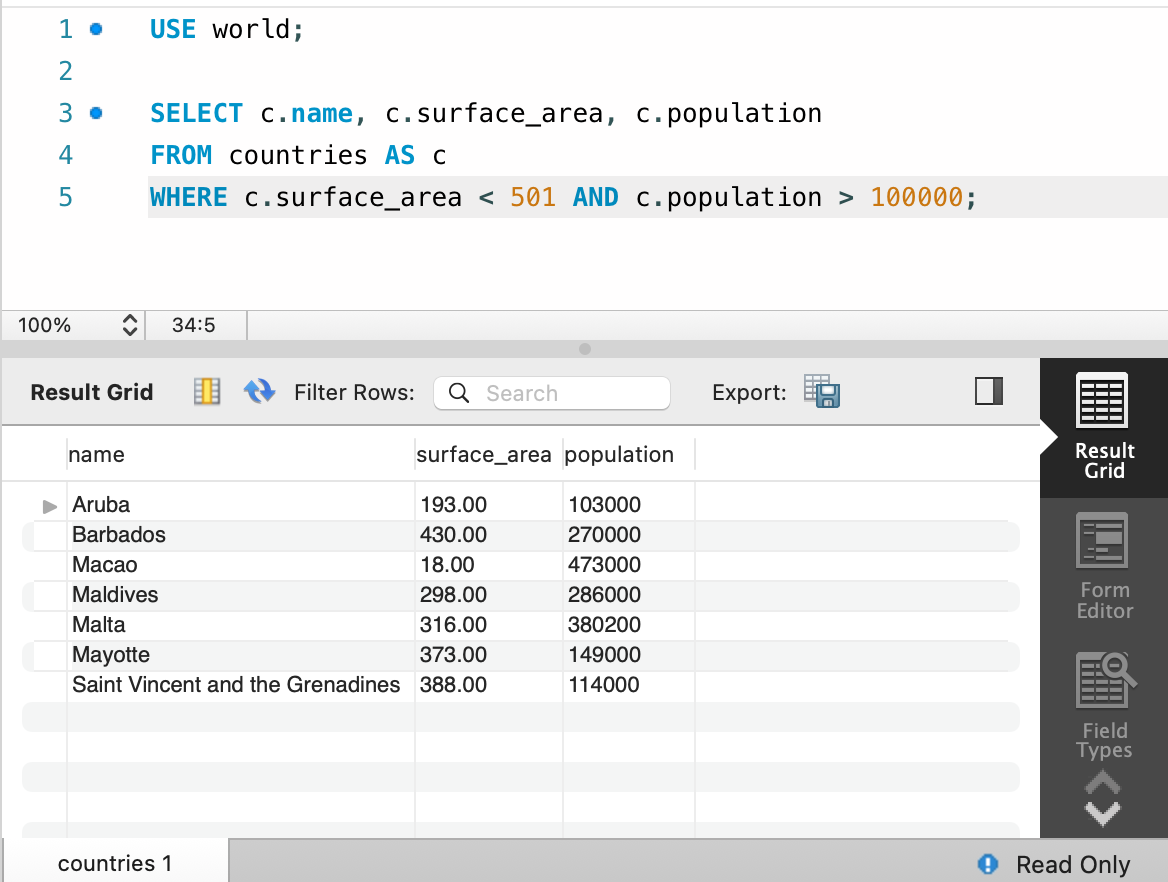 1 USE world;
2
3 SELECT c.name, c.surface_area, c.population
4 FROM countries AS c
5 WHERE c.surface_area < 501 AND c.population > 100000;
100% 34:5
Result Grid Filter Rows: Search Export:
name surface_area population
Aruba 193.00 103000
Barbados 430.00 270000
Macao 18.00 473000
Maldives 298.00 286000
Malta 316.00 380200
Mayotte 373.00 149000
Saint Vincent and the Grenadines 388.00 114000
Result
Grid
Form
Editor
Field
Types
countries 1 Read Only